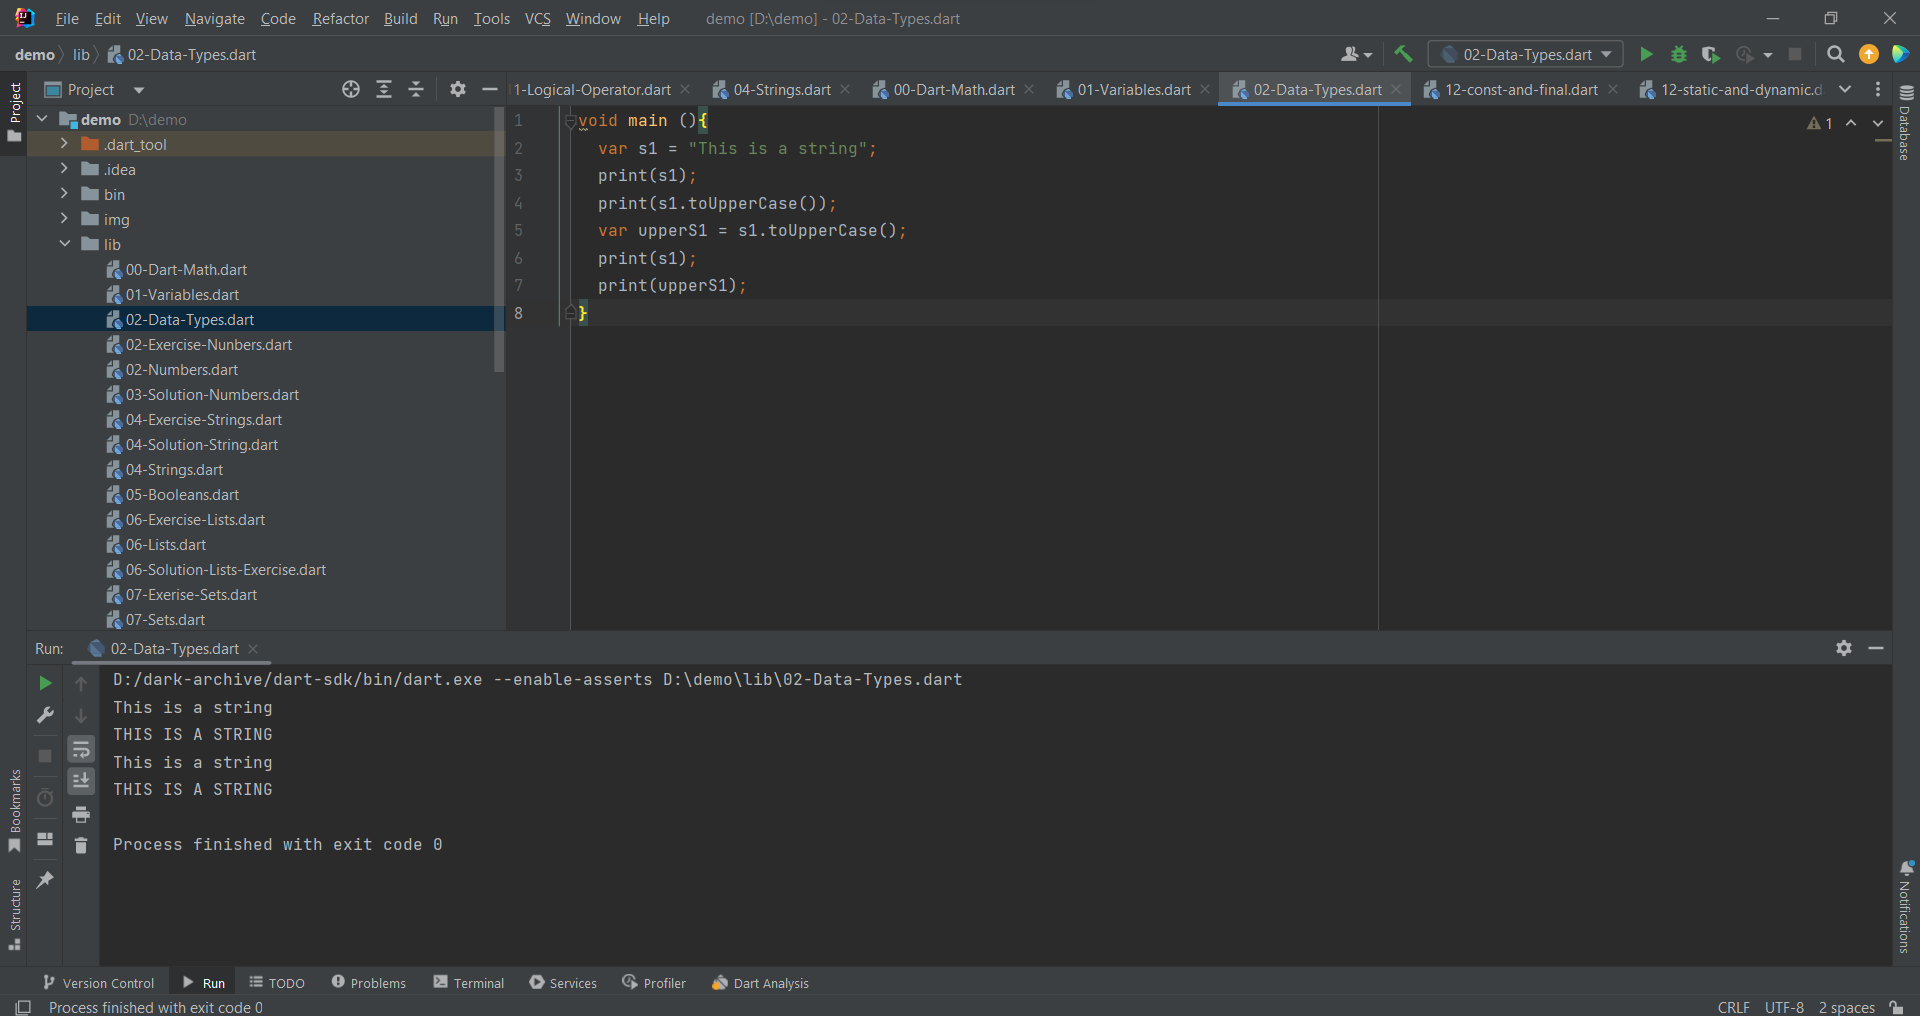 File Edit View Navigate Code Refactor Build Run Tools VCS Window Help demo [D:\demo] - 02-Data-Types.dart
demo lib 02-Data-Types.dart 02-Data-Types.dart
Project Project 1-Logical-Operator.dart 04-Strings.dart 00-Dart-Math.dart 01-Variables.dart 02-Data-Types.dart 12-const-and-final.dart 12-static-and-dynamic.d
Database
demo D:\demo
.dart_tool
.idea
bin
img
lib
00-Dart-Math.dart
01-Variables.dart
02-Data-Types.dart
02-Exercise-Nunbers.dart
02-Numbers.dart
03-Solution-Numbers.dart
04-Exercise-Strings.dart
04-Solution-String.dart
04-Strings.dart
05-Booleans.dart
06-Exercise-Lists.dart
06-Lists.dart
06-Solution-Lists-Exercise.dart
07-Exerise-Sets.dart
07-Sets.dart
1 void main (){ 1
2 var s1 = "This is a string";
3 print(s1);
4 print(s1.toUpperCase());
5 var upperS1 = s1.toUpperCase();
6 print(s1);
7 print(upperS1);
8 }
Run: 02-Data-Types.dart
D:/dark-archive/dart-sdk/bin/dart.exe --enable-asserts D:\demo\lib\02-Data-Types.dart
This is a string
THIS IS A STRING
This is a string
THIS IS A STRING
Process finished with exit code 0
Bookmarks
Structure
Notifications
Version Control Run TODO Problems Terminal Services Profiler Dart Analysis
Process finished with exit code 0 CRLF UTF-8 2 spaces